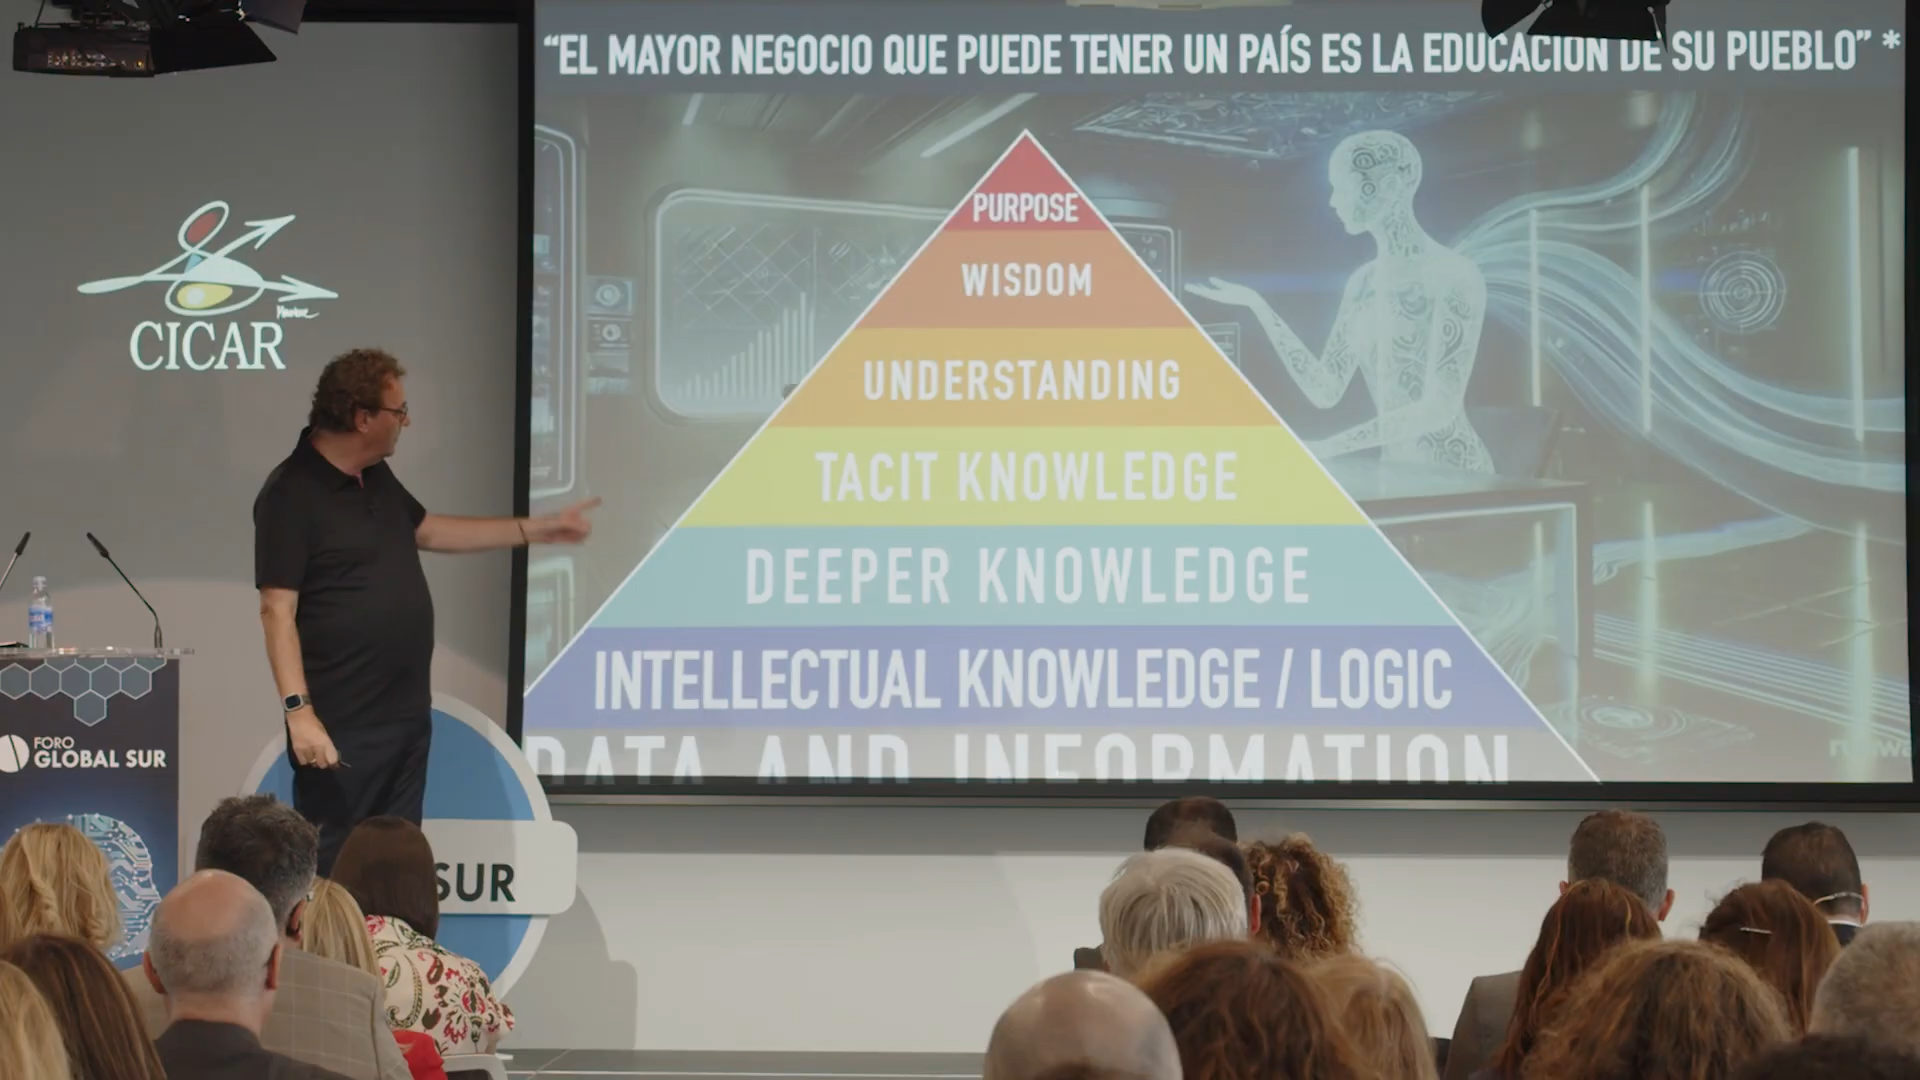 “EL MAYOR NEGOCIO QUE PUEDE TENER UN PAÍS ES LA EDUCACIÓN DE SU PUEBLO” *
PURPOSE
WISDOM
UNDERSTANDING
TACIT KNOWLEDGE
DEEPER KNOWLEDGE
INTELLECTUAL KNOWLEDGE / LOGIC
DATA AND INFORMATION
CICAR
FORO
GLOBAL SUR
SUR